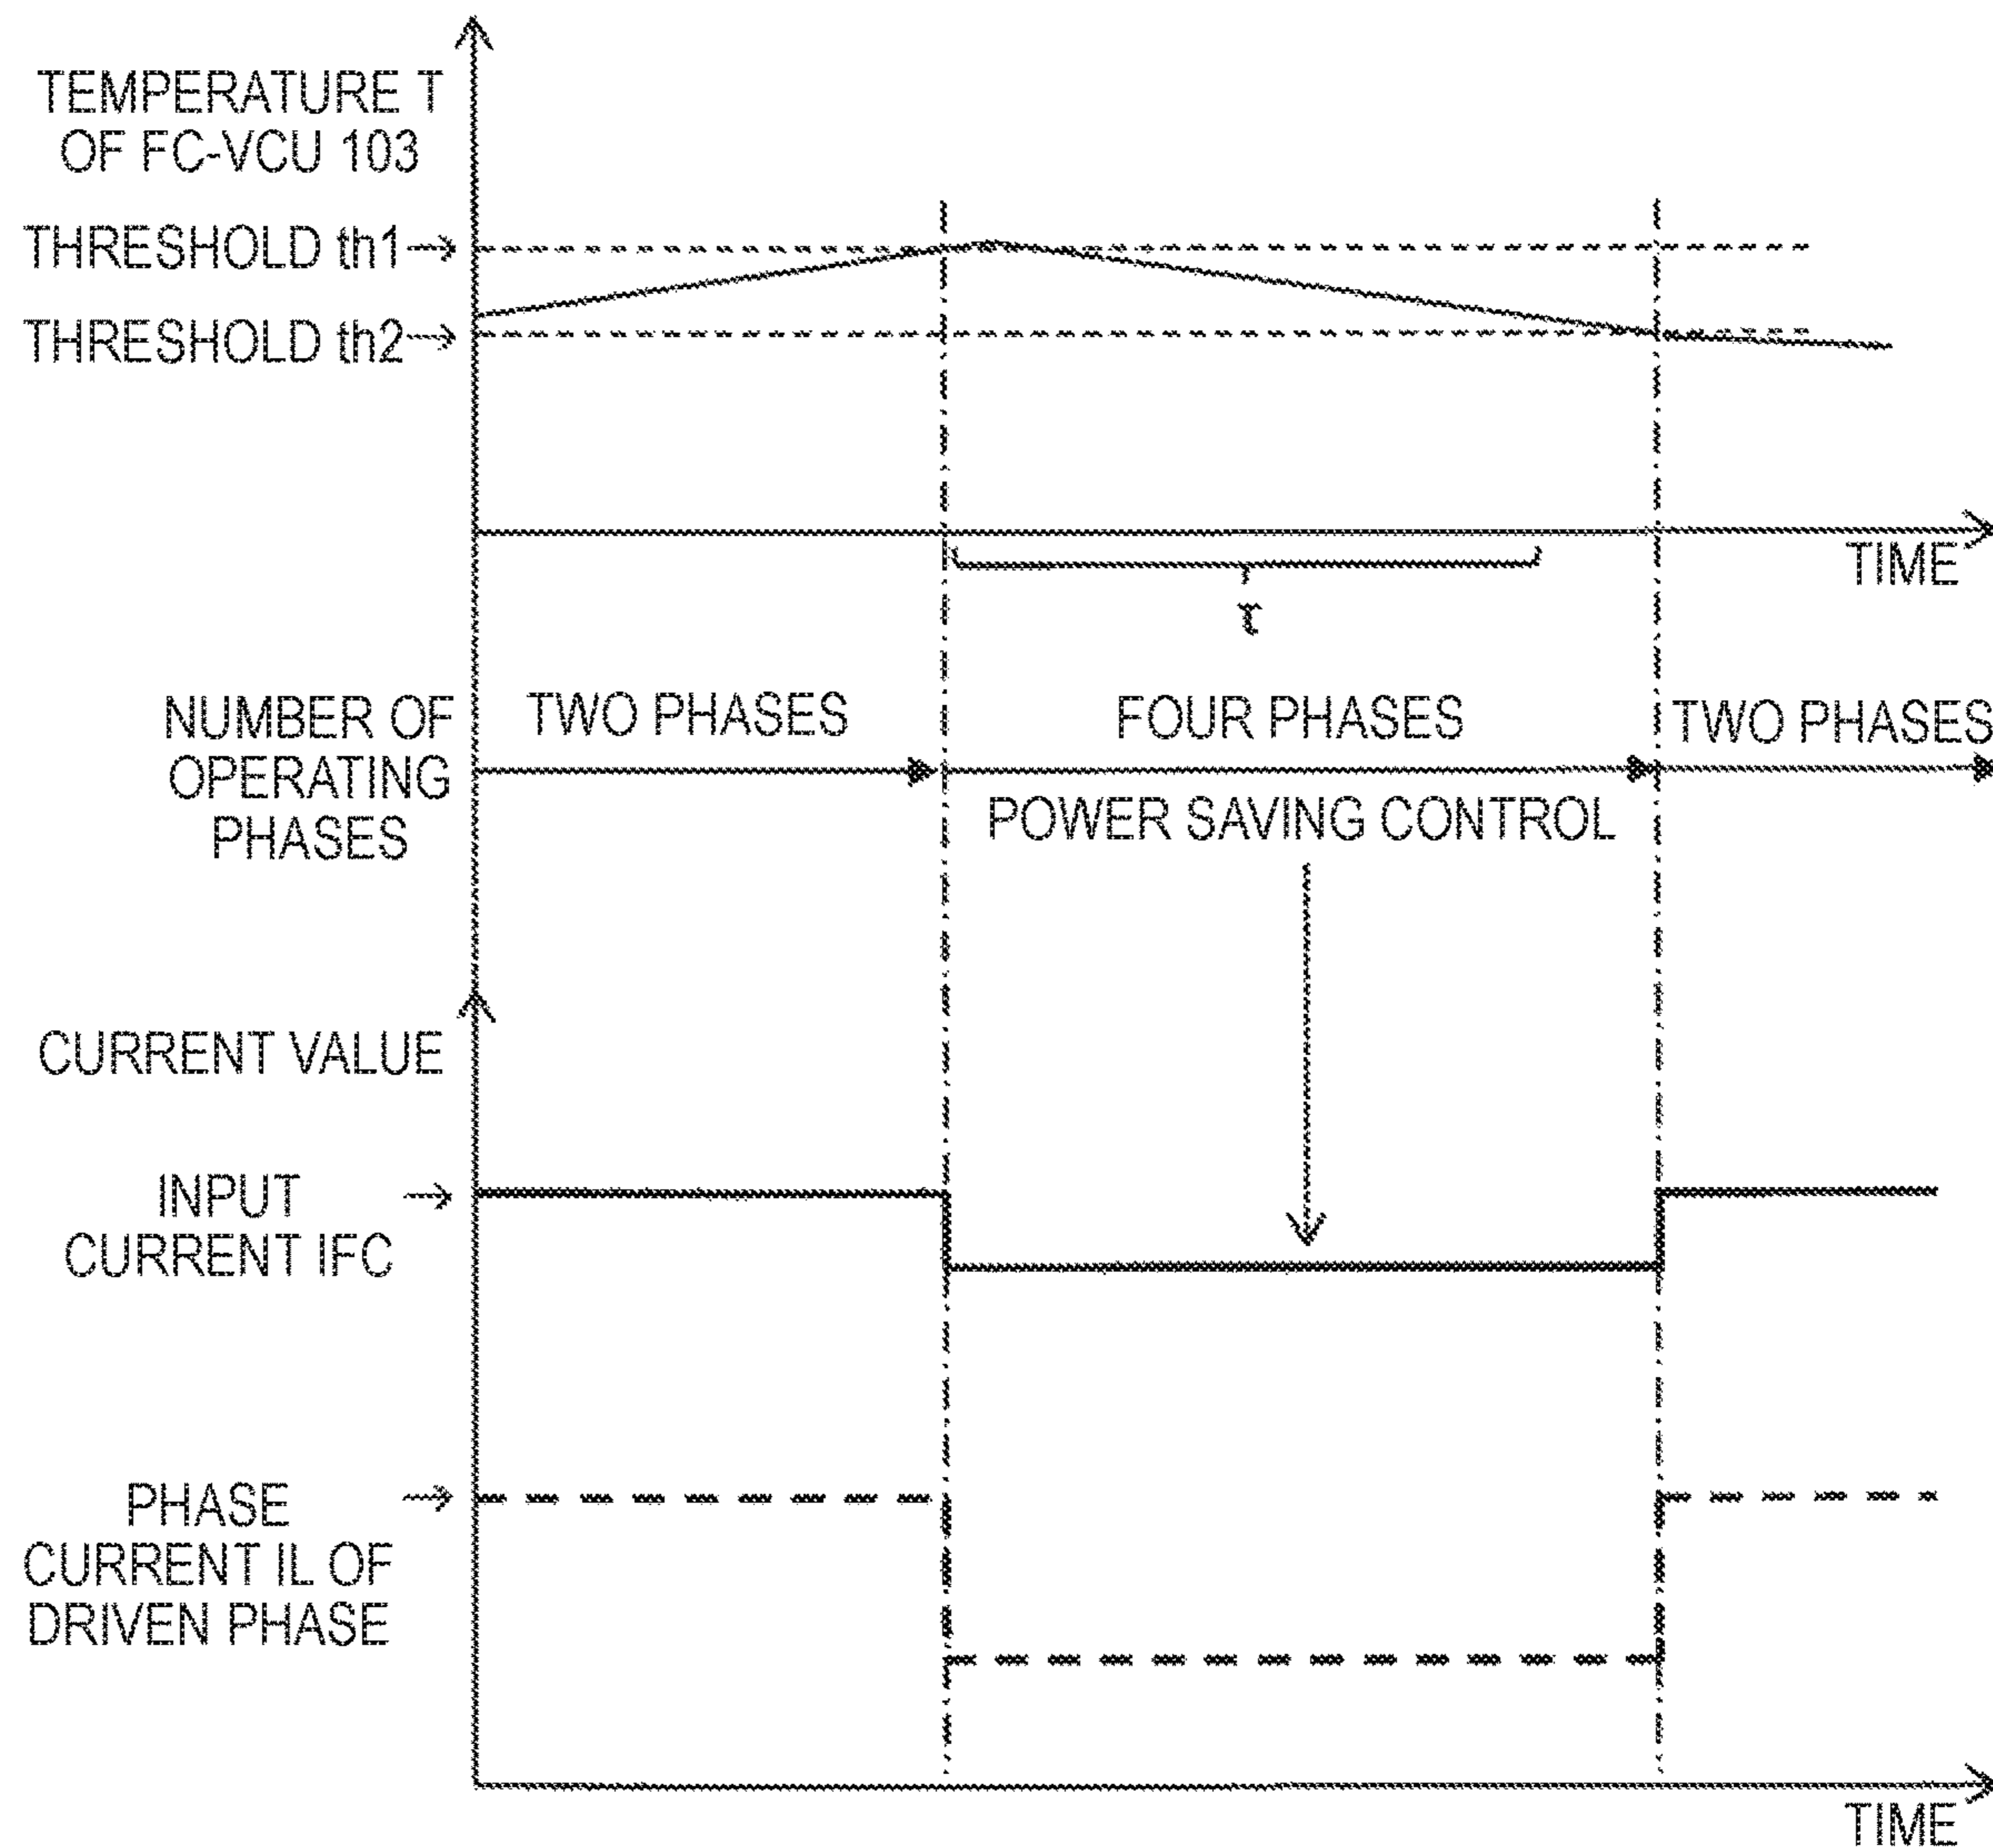 TEMPERATURE T
OF FC-VCU 103
THRESHOLD th1
THRESHOLD th2
TIME
τ
NUMBER OF
OPERATING
PHASES
TWO PHASES
FOUR PHASES
TWO PHASES
POWER SAVING CONTROL
CURRENT VALUE
INPUT
CURRENT IFC
PHASE
CURRENT IL OF
DRIVEN PHASE
TIME